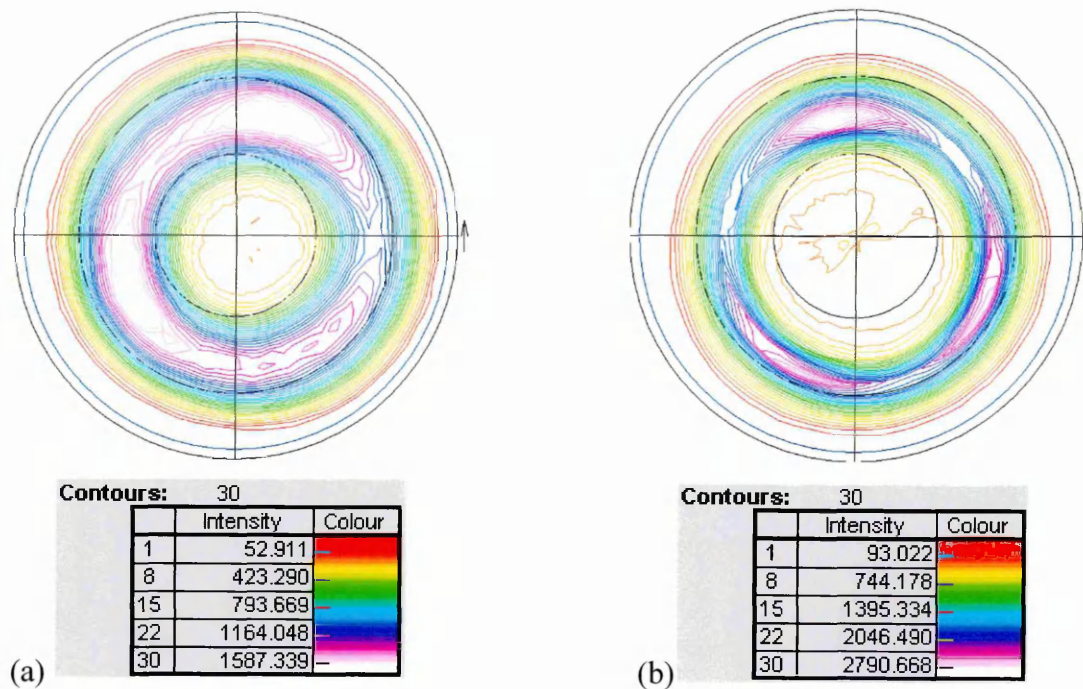 Contours: 30
Intensity Colour
1 52.911
8 423.290
15 793.669
22 1164.048
30 1587.339
(a)
Contours: 30
Intensity Colour
1 93.022
8 744.178
15 1395.334
22 2046.490
30 2790.668
(b)